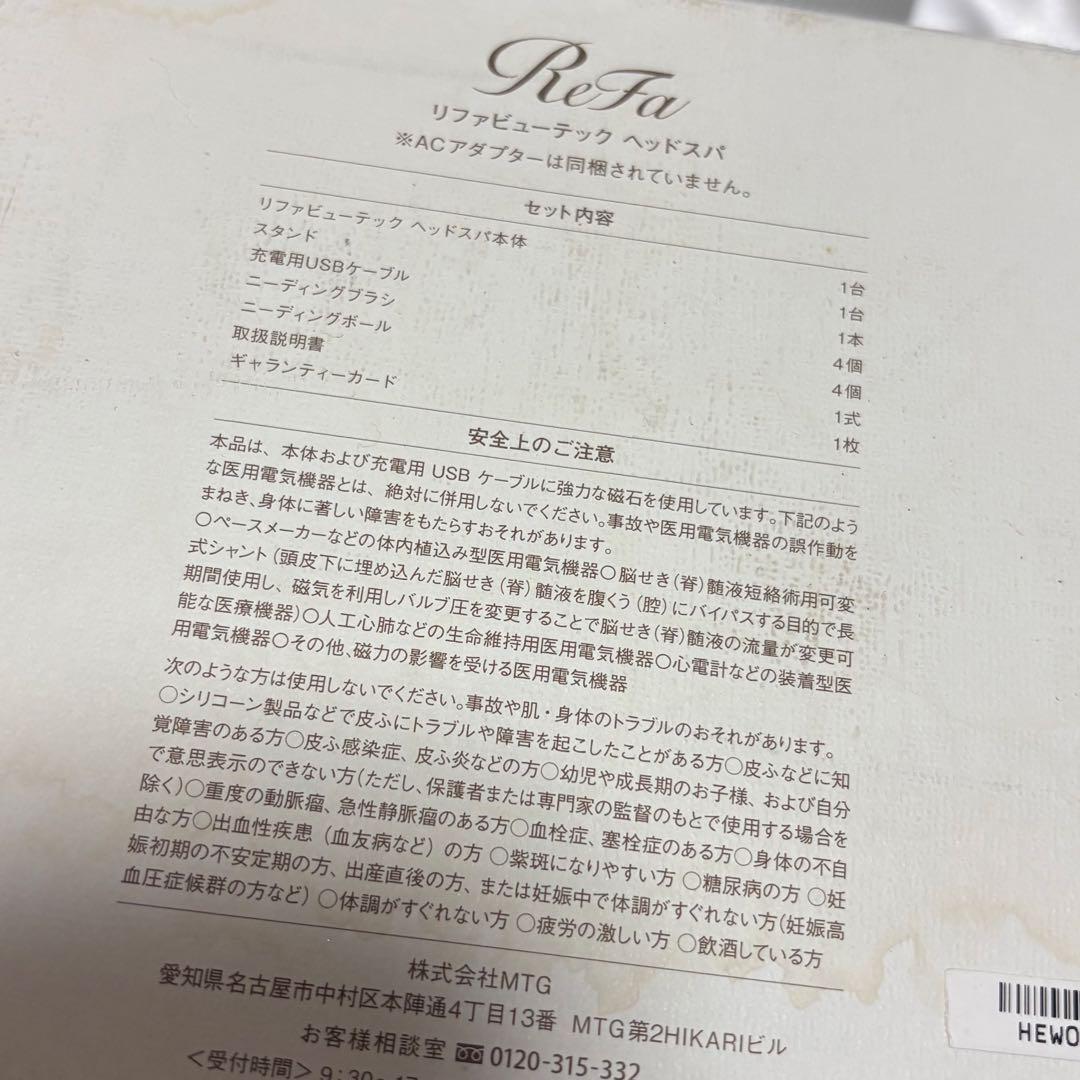 ReFa
リファビューテック ヘッドスパ
※ACアダプターは同梱されていません。
セット内容
リファビューテック ヘッドスパ本体 1台
スタンド 1台
充電用USBケーブル 1本
ニーディングブラシ 4個
ニーディングボール 4個
取扱説明書 1式
ギャランティーカード 1枚
安全上のご注意
本品は、本体および充電用 USB ケーブルに強力な磁石を使用しています。下記のよう
な医用電気機器とは、絶対に併用しないでください。事故や医用電気機器の誤作動を
まねき、身体に著しい障害をもたらすおそれがあります。
○ペースメーカーなどの体内植込み型医用電気機器○脳せき(脊)髄液短絡術用可変
式シャント(頭皮下に埋め込んだ脳せき(脊)髄液を腹くう(腔)にバイパスする目的で長
期間使用し、磁気を利用しバルブ圧を変更することで脳せき(脊)髄液の流量が変更可
能な医療機器)○人工心肺などの生命維持用医用電気機器○心電計などの装着型医
用電気機器○その他、磁力の影響を受ける医用電気機器
次のような方は使用しないでください。事故や肌・身体のトラブルのおそれがあります。
○シリコーン製品などで皮ふにトラブルや障害を起こしたことがある方○皮ふなどに知
覚障害のある方○皮ふ感染症、皮ふ炎などの方○幼児や成長期のお子様、および自分
で意思表示のできない方(ただし、保護者または専門家の監督のもとで使用する場合を
除く)○重度の動脈瘤、急性静脈瘤のある方○血栓症、塞栓症のある方○身体の不自
由な方○出血性疾患(血友病など)の方○紫斑になりやすい方○糖尿病の方○妊
娠初期の不安定期の方、出産直後の方、または妊娠中で体調がすぐれない方(妊娠高
血圧症候群の方など)○体調がすぐれない方○疲労の激しい方○飲酒している方
株式会社MTG
愛知県名古屋市中村区本陣通4丁目13番 MTG第2HIKARIビル
お客様相談室 0120-315-332
<受付時間> 9:30-17
HEWO